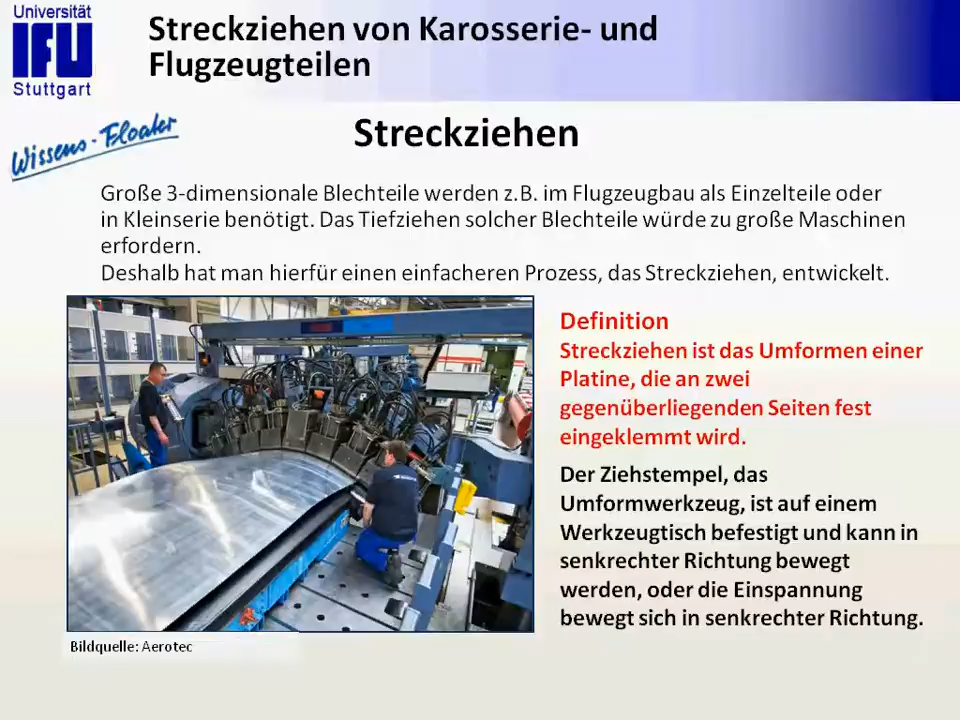 Universität
IFU
Stuttgart
Streckziehen von Karosserie- und
Flugzeugteilen
Wissens-Floater
Streckziehen
Große 3-dimensionale Blechteile werden z.B. im Flugzeugbau als Einzelteile oder
in Kleinserie benötigt. Das Tiefziehen solcher Blechteile würde zu große Maschinen
erfordern.
Deshalb hat man hierfür einen einfacheren Prozess, das Streckziehen, entwickelt.
Definition
Streckziehen ist das Umformen einer
Platine, die an zwei
gegenüberliegenden Seiten fest
eingeklemmt wird.
Der Ziehstempel, das
Umformwerkzeug, ist auf einem
Werkzeugtisch befestigt und kann in
senkrechter Richtung bewegt
werden, oder die Einspannung
bewegt sich in senkrechter Richtung.
Bildquelle: Aerotec